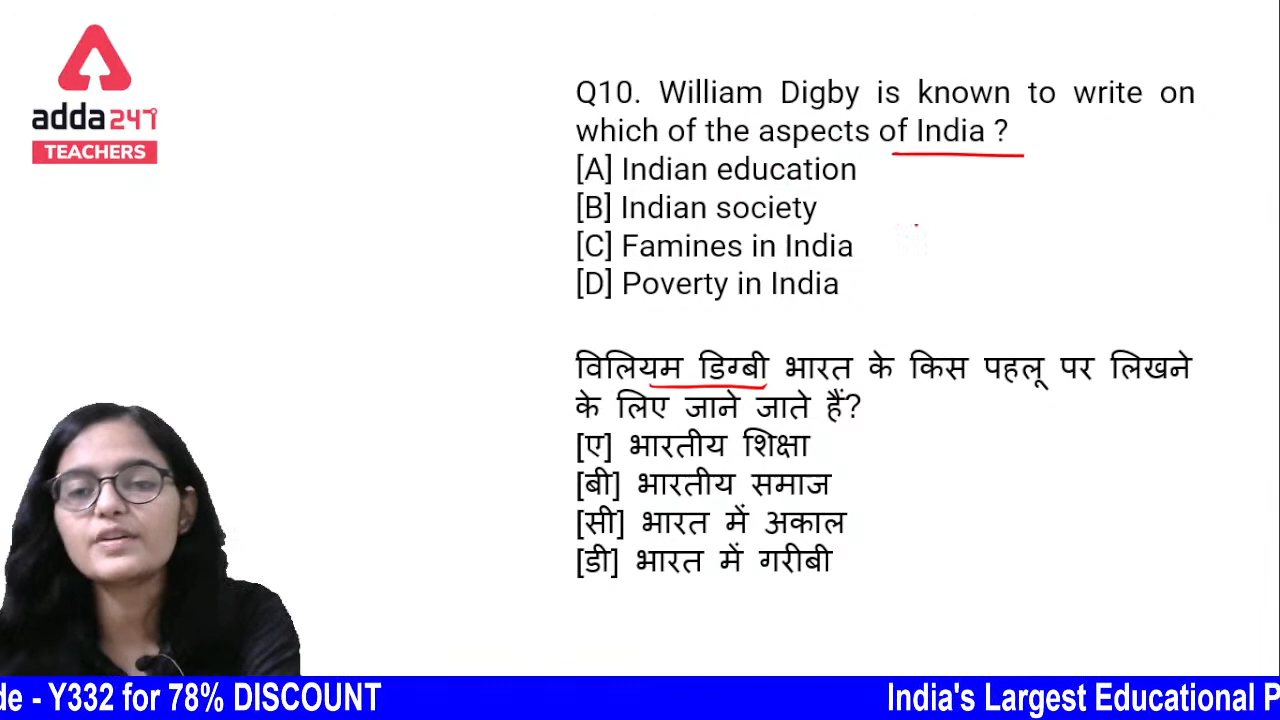 adda247
TEACHERS
Q10. William Digby is known to write on
which of the aspects of India ?
[A] Indian education
[B] Indian society
[C] Famines in India
[D] Poverty in India
विलियम डिग्बी भारत के किस पहलू पर लिखने
के लिए जाने जाते हैं?
[ए] भारतीय शिक्षा
[बी] भारतीय समाज
[सी] भारत में अकाल
[डी] भारत में गरीबी
de - Y332 for 78% DISCOUNT
India's Largest Educational P